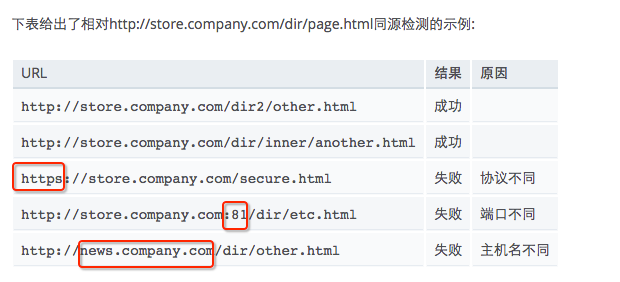 下表给出了相对http://store.company.com/dir/page.html同源检测的示例:
URL 结果 原因
http://store.company.com/dir2/other.html 成功
http://store.company.com/dir/inner/another.html 成功
https://store.company.com/secure.html 失败 协议不同
http://store.company.com:81/dir/etc.html 失败 端口不同
http://news.company.com/dir/other.html 失败 主机名不同